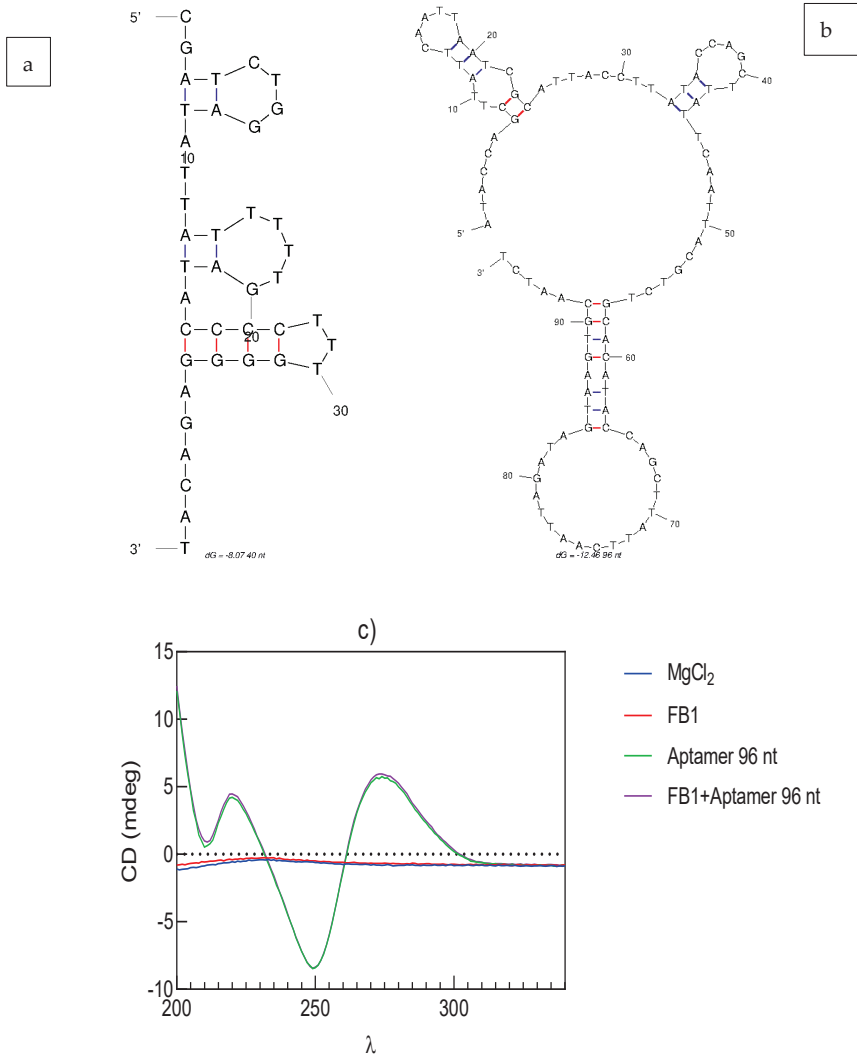 a
5'
C G A T C T G G A T A T T A T T T T T G A T A C C C C T T T G G G G A G A C A T
10
20
30
3'
dG = -8.07 40 nt
b
5'
A T A C C A G C T T A T T C A A T T A A T C G C A T T A C C T T A T A C C A G C T T A T T C A A T T A C G T C T G C A C A T A C C A G C T T A T T C A A T T A G A T A G T A A G T G C A A T C T
10
20
30
40
50
60
70
80
90
3'
dG = -12.46 96 nt
c)
CD (mdeg)
15
10
5
0
-5
-10
200
250
300
λ
MgCl₂
FB1
Aptamer 96 nt
FB1+Aptamer 96 nt